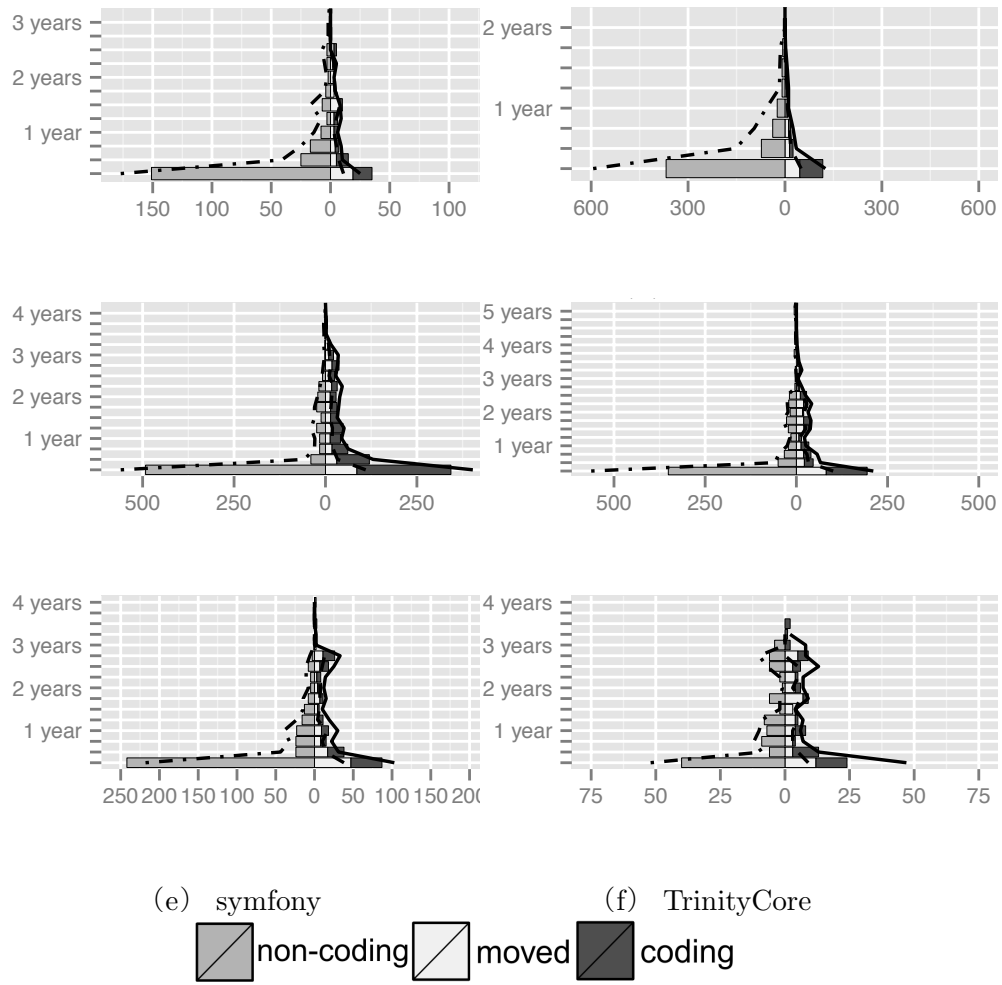 3 years
2 years
1 year
150 100 50 0 50 100
2 years
1 year
600 300 0 300 600
4 years
3 years
2 years
1 year
500 250 0 250
5 years
4 years
3 years
2 years
1 year
500 250 0 250 500
4 years
3 years
2 years
1 year
250 200 150 100 50 0 50 100 150
4 years
3 years
2 years
1 year
75 50 25 0 25 50 75
(e) symfony
(f) TrinityCore
non-coding moved coding